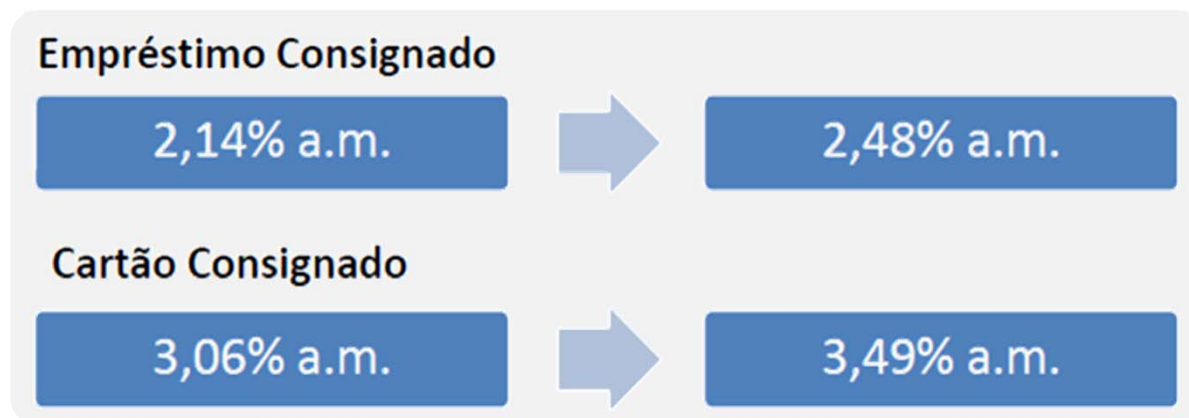 Empréstimo Consignado
2,14% a.m. 2,48% a.m.
Cartão Consignado
3,06% a.m. 3,49% a.m.